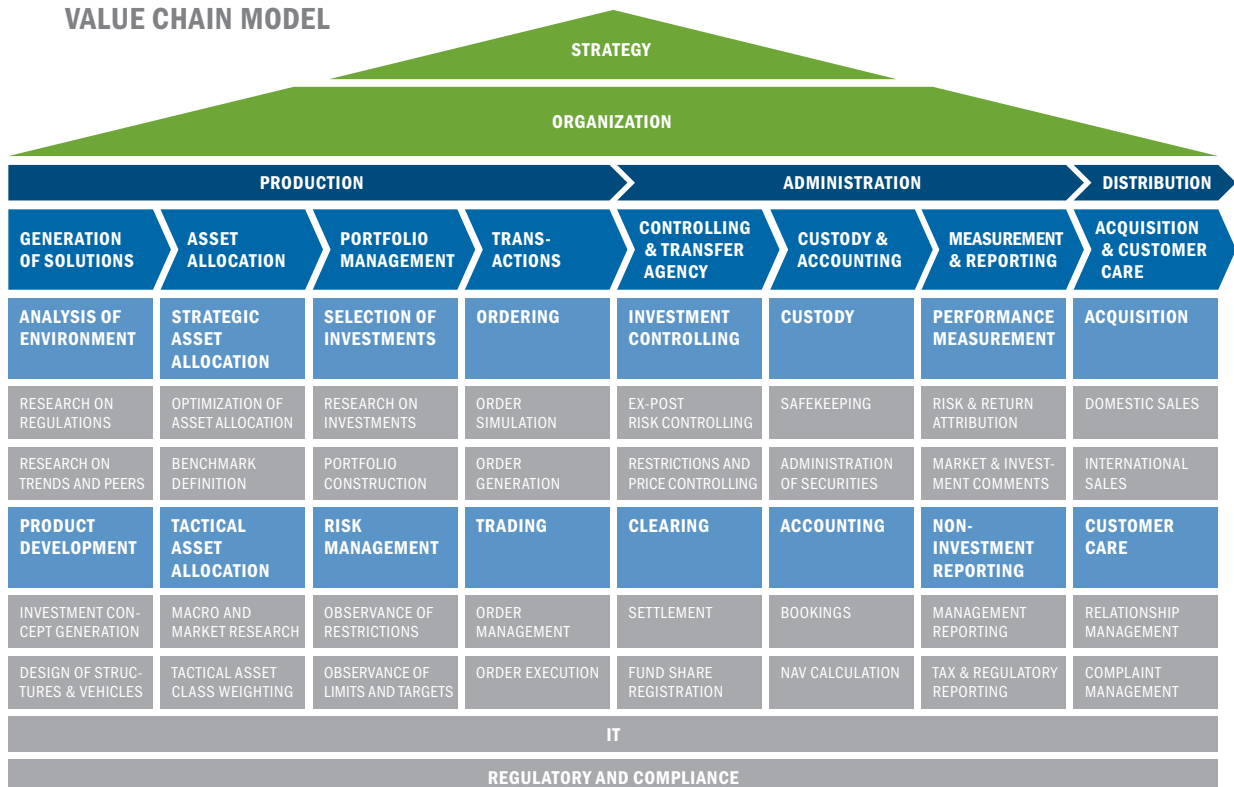 VALUE CHAIN MODEL
STRATEGY
ORGANIZATION
PRODUCTION
ADMINISTRATION
DISTRIBUTION
GENERATION
OF SOLUTIONS
ASSET
ALLOCATION
PORTFOLIO
MANAGEMENT
TRANS-
ACTIONS
CONTROLLING
& TRANSFER
AGENCY
CUSTODY &
ACCOUNTING
MEASUREMENT
& REPORTING
ACQUISITION
& CUSTOMER
CARE
ANALYSIS OF
ENVIRONMENT
STRATEGIC
ASSET
ALLOCATION
SELECTION OF
INVESTMENTS
ORDERING
INVESTMENT
CONTROLLING
CUSTODY
PERFORMANCE
MEASUREMENT
ACQUISITION
RESEARCH ON
REGULATIONS
OPTIMIZATION OF
ASSET ALLOCATION
RESEARCH ON
INVESTMENTS
ORDER
SIMULATION
EX-POST
RISK CONTROLLING
SAFEKEEPING
RISK & RETURN
ATTRIBUTION
DOMESTIC SALES
RESEARCH ON
TRENDS AND PEERS
BENCHMARK
DEFINITION
PORTFOLIO
CONSTRUCTION
ORDER
GENERATION
RESTRICTIONS AND
PRICE CONTROLLING
ADMINISTRATION
OF SECURITIES
MARKET & INVEST-
MENT COMMENTS
INTERNATIONAL
SALES
PRODUCT
DEVELOPMENT
TACTICAL
ASSET
ALLOCATION
RISK
MANAGEMENT
TRADING
CLEARING
ACCOUNTING
NON-
INVESTMENT
REPORTING
CUSTOMER
CARE
INVESTMENT CON-
CEPT GENERATION
MACRO AND
MARKET RESEARCH
OBSERVANCE OF
RESTRICTIONS
ORDER
MANAGEMENT
SETTLEMENT
BOOKINGS
MANAGEMENT
REPORTING
RELATIONSHIP
MANAGEMENT
DESIGN OF STRUC-
TURES & VEHICLES
TACTICAL ASSET
CLASS WEIGHTING
OBSERVANCE OF
LIMITS AND TARGETS
ORDER EXECUTION
FUND SHARE
REGISTRATION
NAV CALCULATION
TAX & REGULATORY
REPORTING
COMPLAINT
MANAGEMENT
IT
REGULATORY AND COMPLIANCE